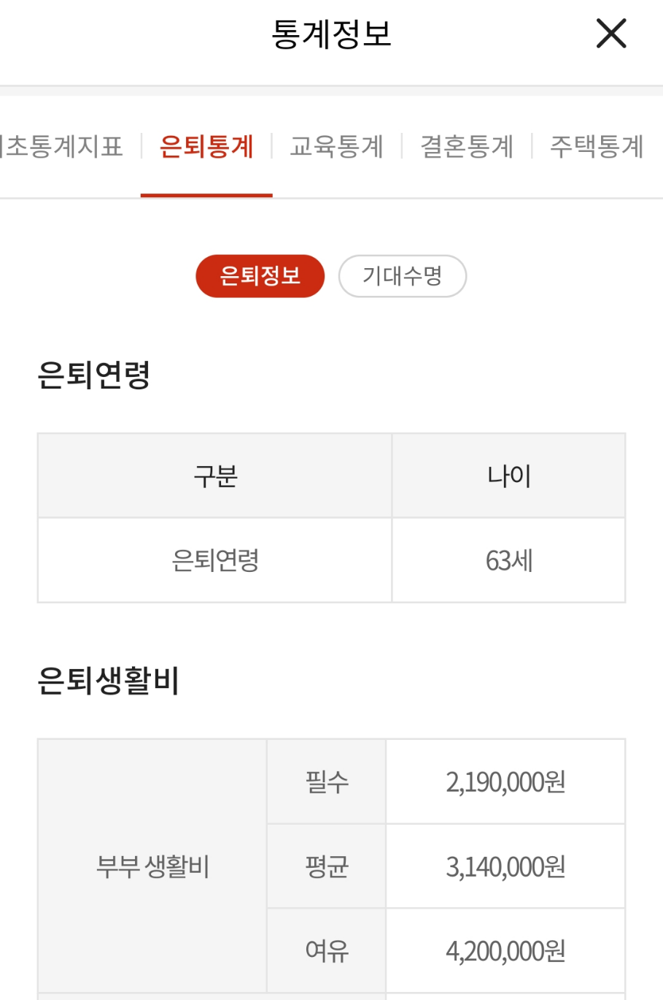 통계정보
초통계지표 은퇴통계 교육통계 결혼통계 주택통계
은퇴정보 기대수명
은퇴연령
구분 나이
은퇴연령 63세
은퇴생활비
부부 생활비 필수 2,190,000원
평균 3,140,000원
여유 4,200,000원